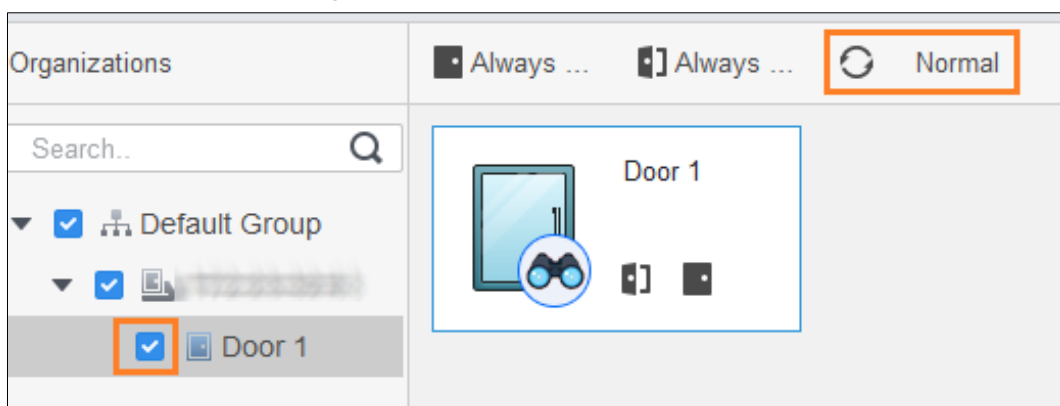 Organizations
Always ...
Always ...
Normal
Search..
Default Group
Door 1
Door 1